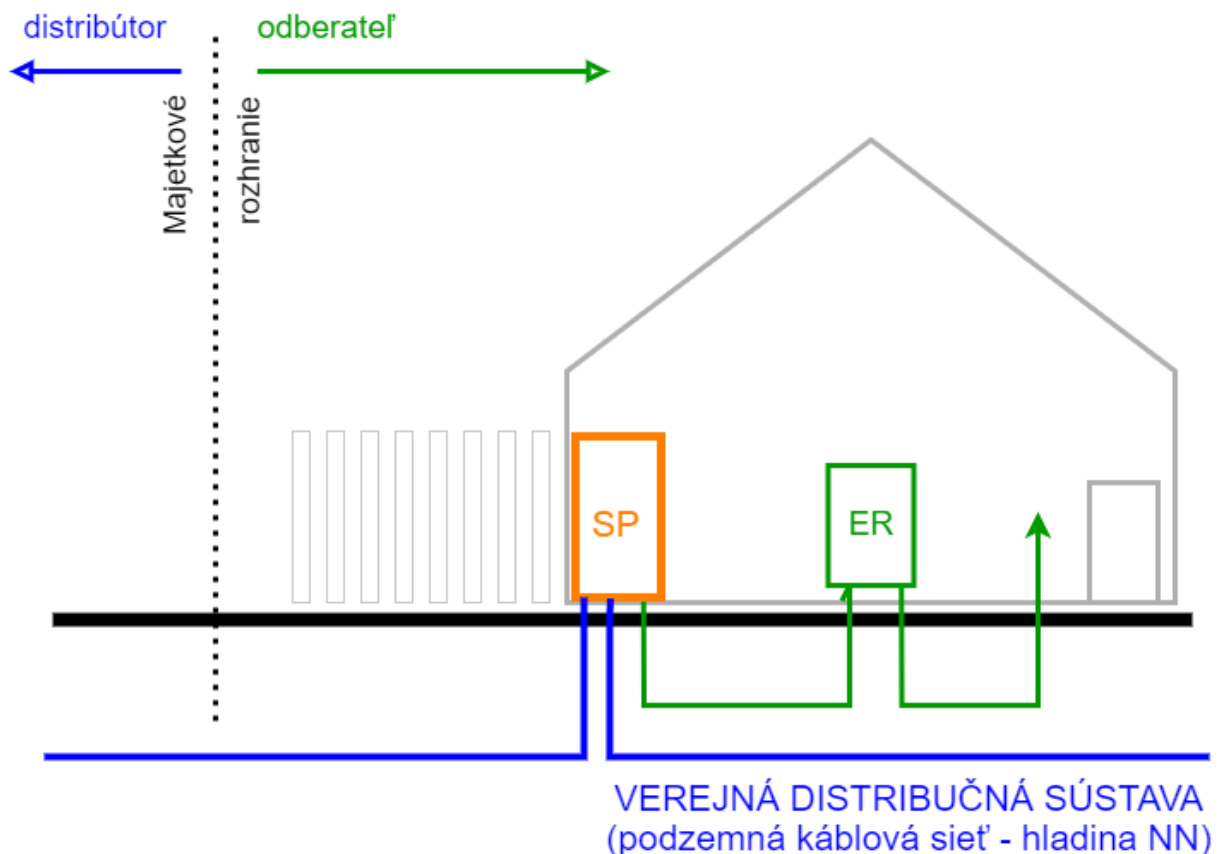 distribútor
odberateľ
Majetkové
rozhranie
SP
ER
VEREJNÁ DISTRIBUČNÁ SÚSTAVA
(podzemná káblová sieť - hladina NN)